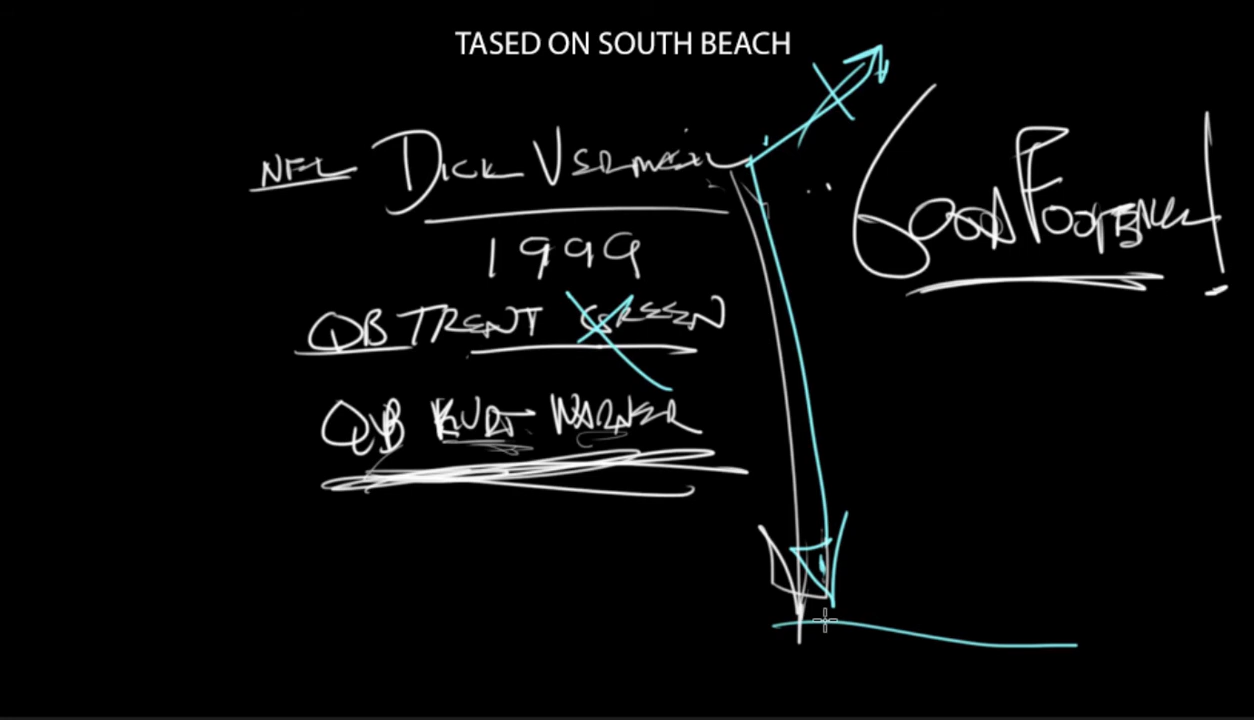 TASED ON SOUTH BEACH
NFL DICK VERMEIL
1999
QB TRENT GREEN
QB KURT WARNER
GOOD FOOTBALL!